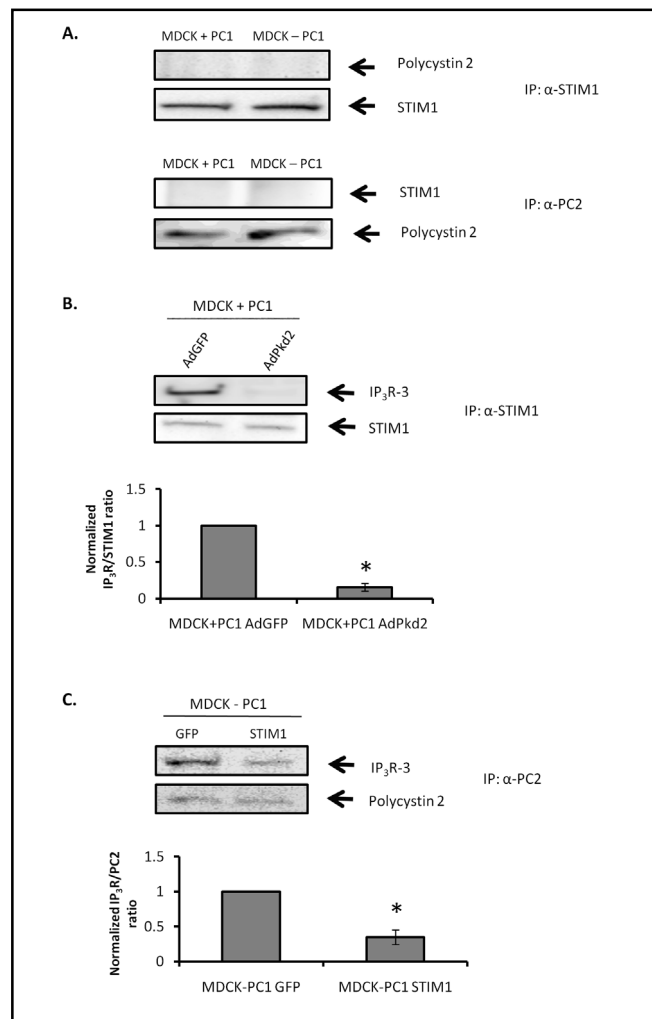 A.
MDCK + PC1 MDCK – PC1
Polycystin 2
STIM1
IP: α-STIM1
MDCK + PC1 MDCK – PC1
STIM1
Polycystin 2
IP: α-PC2
B.
MDCK + PC1
AdGFP AdPkd2
IP₃R-3
STIM1
IP: α-STIM1
Normalized
IP₃R/STIM1 ratio
1.5
1
0.5
0
*
MDCK+PC1 AdGFP MDCK+PC1 AdPkd2
C.
MDCK - PC1
GFP STIM1
IP₃R-3
Polycystin 2
IP: α-PC2
Normalized IP₃R/PC2
ratio
1.5
1
0.5
0
*
MDCK-PC1 GFP MDCK-PC1 STIM1